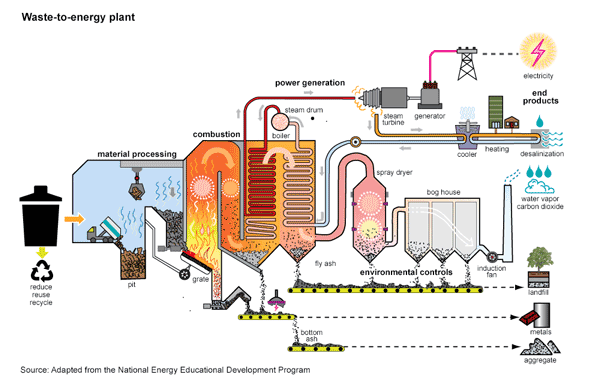 Waste-to-energy plant
power generation
electricity
end
products
steam drum
boiler
steam
turbine
generator
combustion
material processing
cooler
heating
desalinization
spray dryer
bog house
water vapor
carbon dioxide
reduce
reuse
recycle
pit
grate
fly ash
environmental controls
induction
fan
landfill
metals
bottom
ash
aggregate
Source: Adapted from the National Energy Educational Development Program